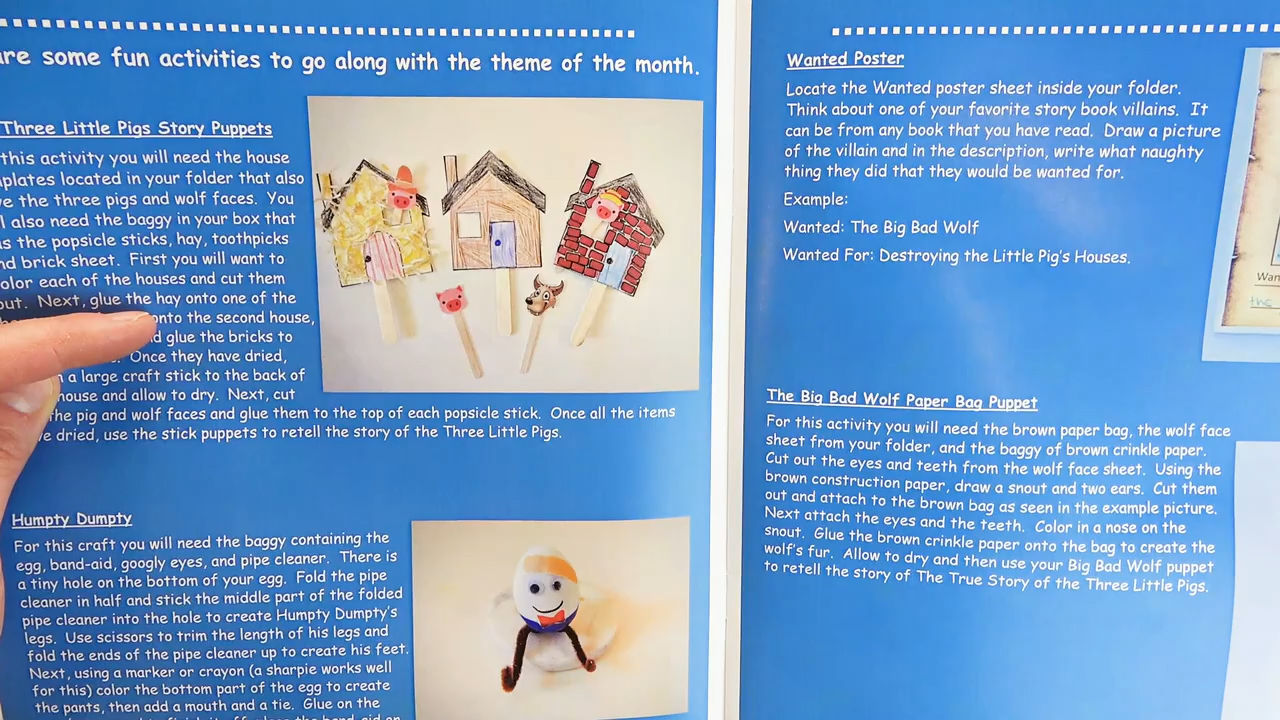 are some fun activities to go along with the theme of the month.
Three Little Pigs Story Puppets
this activity you will need the house
located in your folder that also
the three pigs and wolf faces. You
also need the baggy in your box that
the popsicle sticks, hay, toothpicks
nd brick sheet. First you will want to
olor each of the houses and cut them
out. Next, glue the hay onto one of the
onto the second house,
d glue the bricks to
Once they have dried,
a large craft stick to the back of
house and allow to dry. Next, cut
the pig and wolf faces and glue them to the top of each popsicle stick. Once all the items
ve dried, use the stick puppets to retell the story of the Three Little Pigs.
Humpty Dumpty
For this craft you will need the baggy containing the
egg, band-aid, googly eyes, and pipe cleaner. There is
a tiny hole on the bottom of your egg. Fold the pipe
cleaner in half and stick the middle part of the folded
pipe cleaner into the hole to create Humpty Dumpty's
legs. Use scissors to trim the length of his legs and
fold the ends of the pipe cleaner up to create his feet.
Next, using a marker or crayon (a sharpie works well
for this) color the bottom part of the egg to create
the pants, then add a mouth and a tie. Glue on the
Wanted Poster
Locate the Wanted poster sheet inside your folder.
Think about one of your favorite story book villains. It
can be from any book that you have read. Draw a picture
of the villain and in the description, write what naughty
thing they did that they would be wanted for.
Example:
Wanted: The Big Bad Wolf
Wanted For: Destroying the Little Pig's Houses.
Wan
the
The Big Bad Wolf Paper Bag Puppet
For this activity you will need the brown paper bag, the wolf face
sheet from your folder, and the baggy of brown crinkle paper.
Cut out the eyes and teeth from the wolf face sheet. Using the
brown construction paper, draw a snout and two ears. Cut them
out and attach to the brown bag as seen in the example picture.
Next attach the eyes and the teeth. Color in a nose on the
snout. Glue the brown crinkle paper onto the bag to create the
wolf's fur. Allow to dry and then use your Big Bad Wolf puppet
to retell the story of The True Story of the Three Little Pigs.